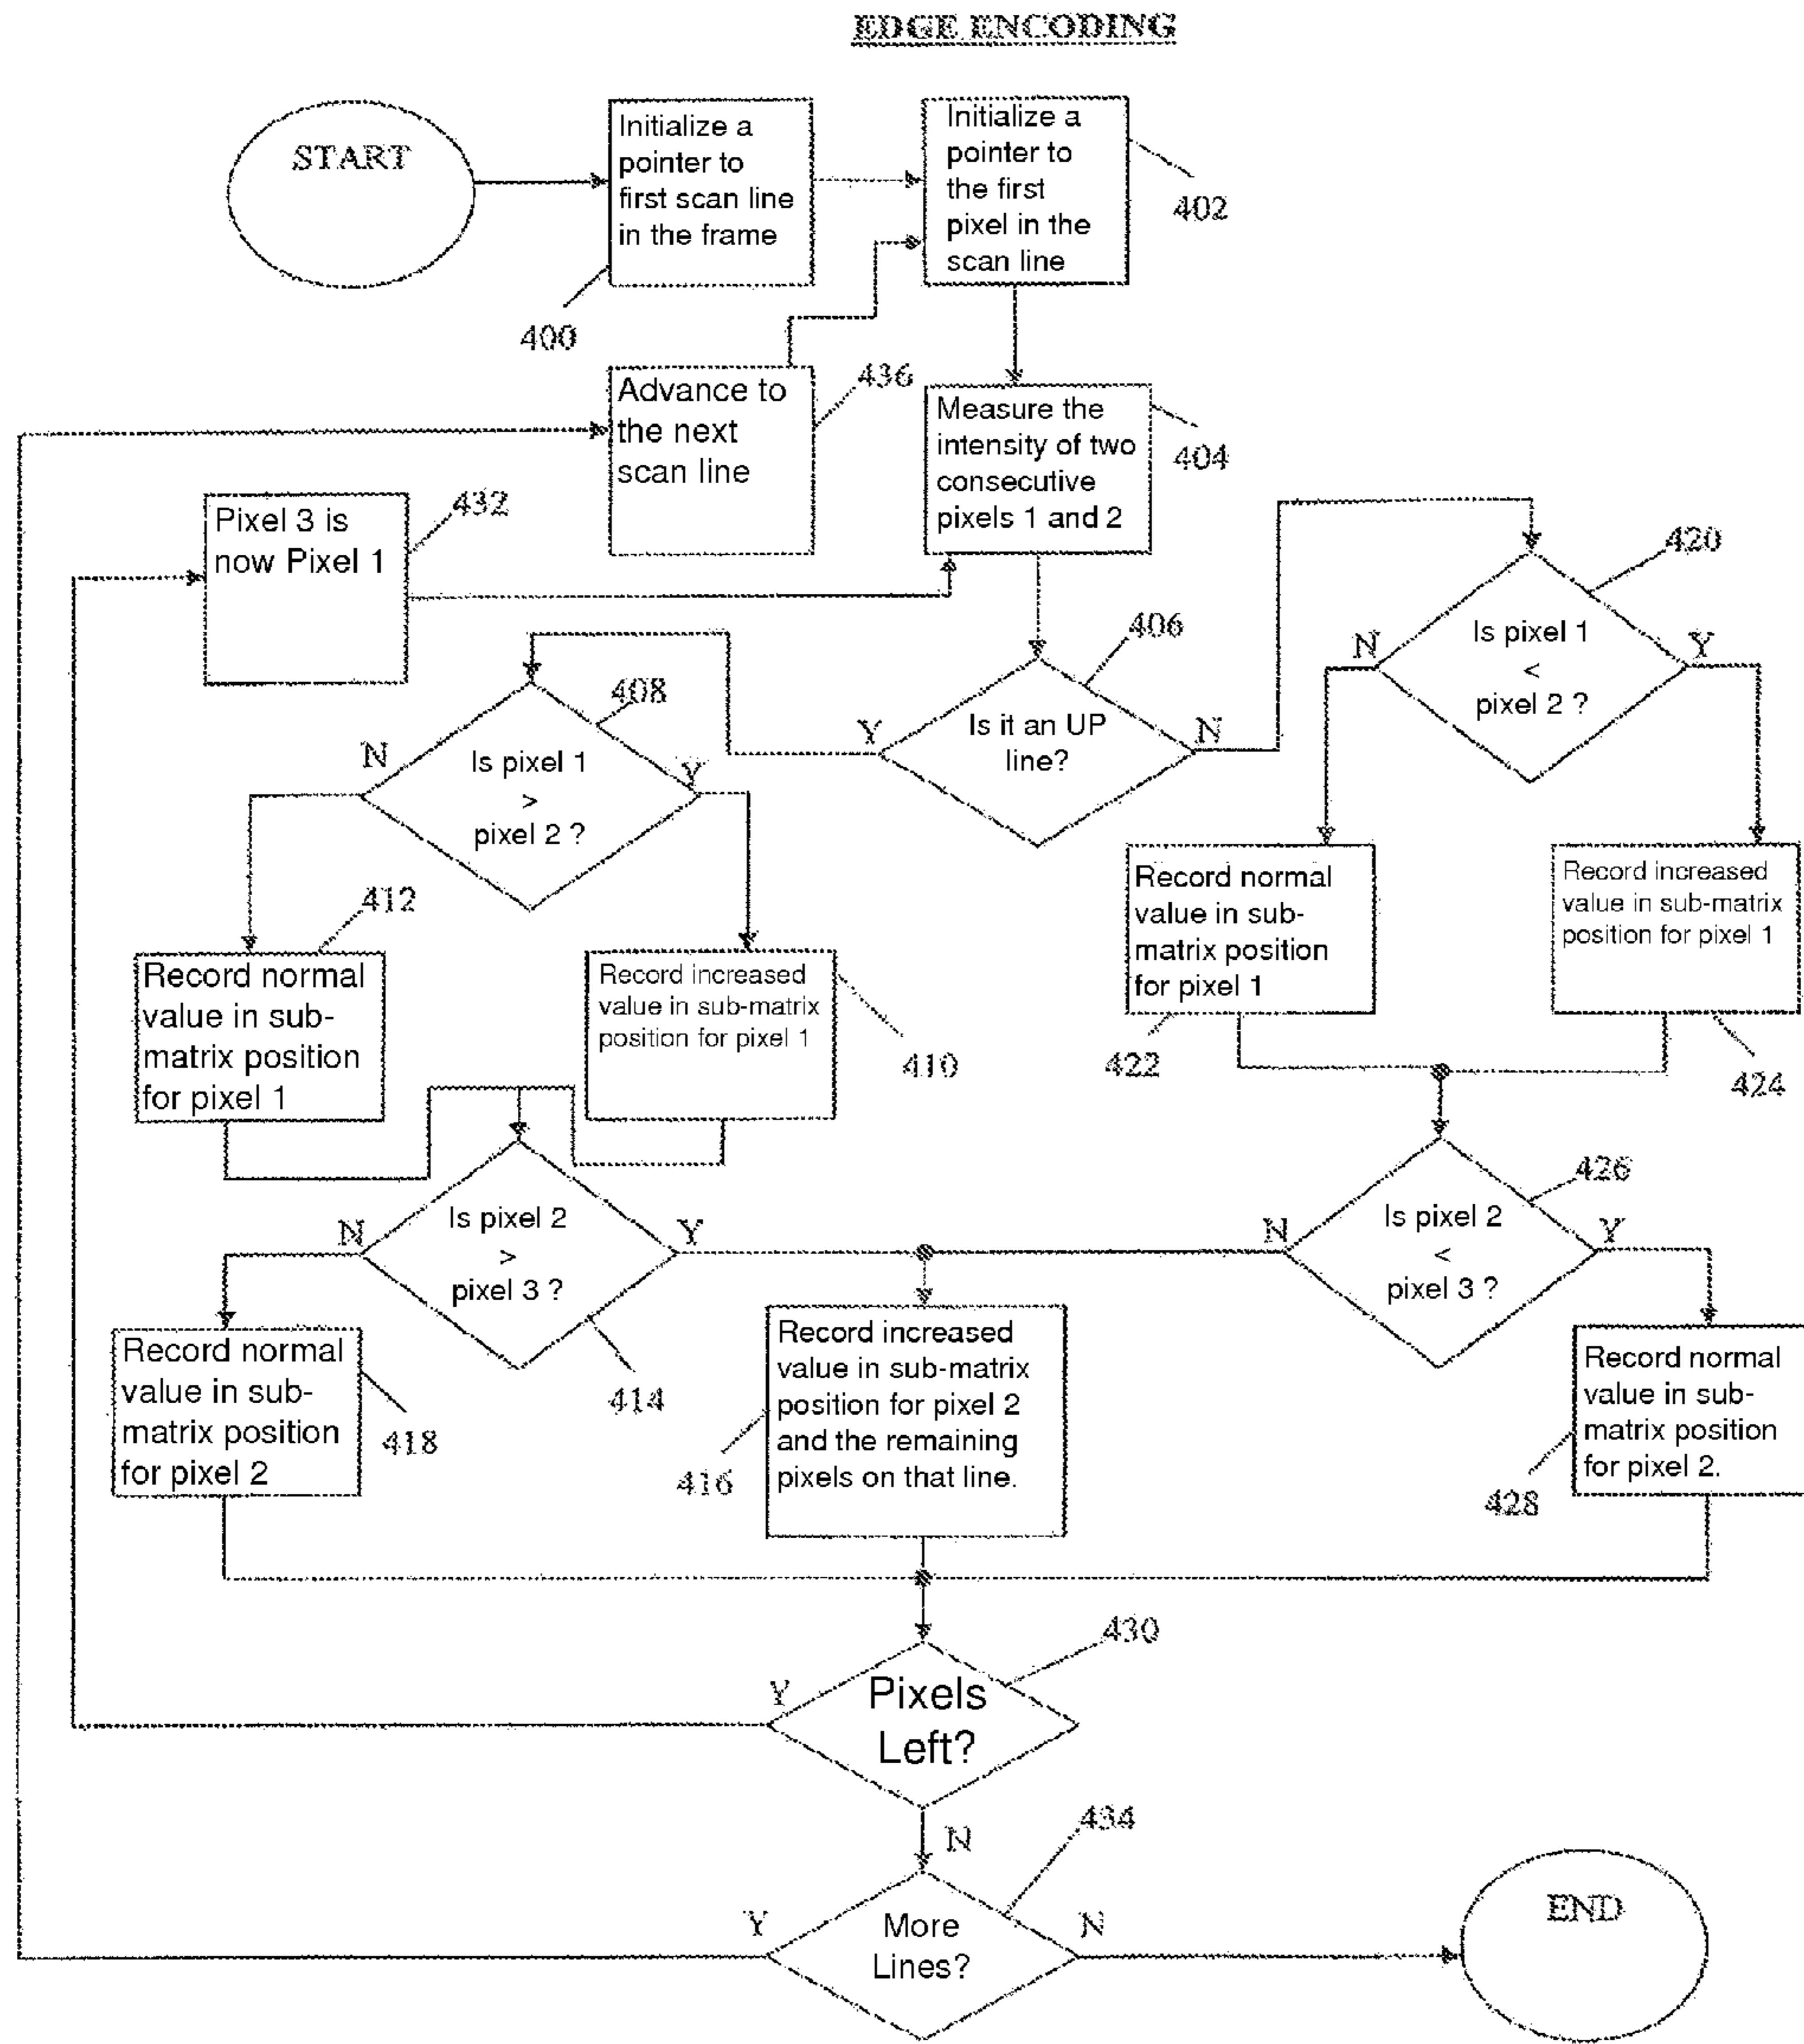 EDGE ENCODING
START
Initialize a
pointer to
first scan line
in the frame
400
Initialize a
pointer to
the first
pixel in the
scan line
402
Advance to
the next
scan line
436
Measure the
intensity of two
consecutive
pixels 1 and 2
404
Pixel 3 is
now Pixel 1
432
406
Is it an UP
line?
Y
N
420
Is pixel 1
<
pixel 2 ?
N
Y
408
Is pixel 1
>
pixel 2 ?
N
Y
412
Record normal
value in sub-
matrix position
for pixel 1
Record increased
value in sub-matrix
position for pixel 1
410
Record normal
value in sub-
matrix position
for pixel 1
422
Record increased
value in sub-matrix
position for pixel 1
424
Is pixel 2
>
pixel 3 ?
N
Y
414
426
Is pixel 2
<
pixel 3 ?
N
Y
Record normal
value in sub-
matrix position
for pixel 2
418
Record increased
value in sub-matrix
position for pixel 2
and the remaining
pixels on that line.
416
Record normal
value in sub-
matrix position
for pixel 2.
428
430
Pixels
Left?
Y
N
434
More
Lines?
Y
N
END